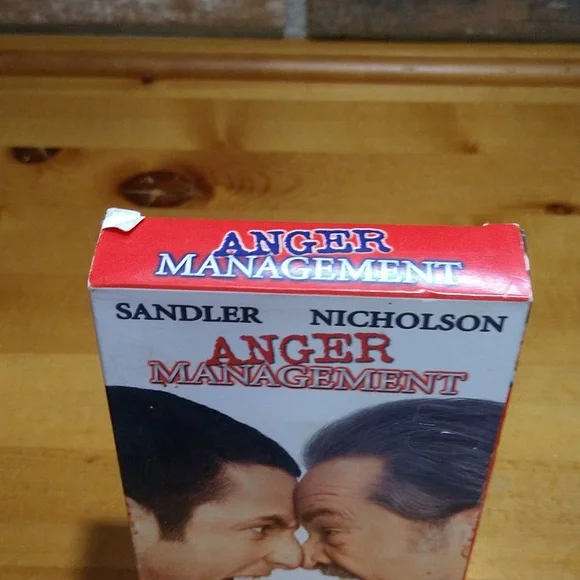 ANGER
MANAGEMENT
SANDLER NICHOLSON
ANGER
MANAGEMENT